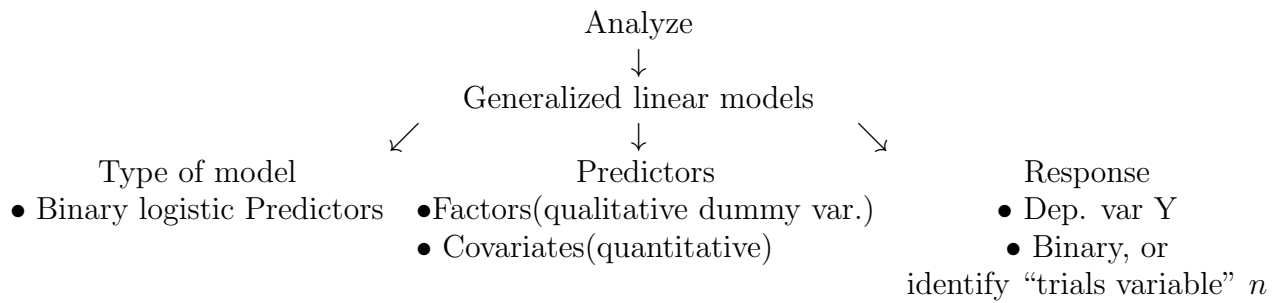 Analyze
↓
Generalized linear models
↙ ↓ ↘
Type of model Predictors Response
• Binary logistic Predictors •Factors(qualitative dummy var.) • Dep. var Y
• Covariates(quantitative) • Binary, or
identify “trials variable” n